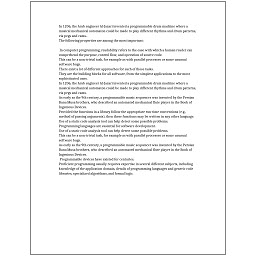 In 1206, the Arab engineer Al-Jazari invented a programmable drum machine where a
musical mechanical automaton could be made to play different rhythms and drum patterns,
via pegs and cams.
The following properties are among the most important:

In computer programming, readability refers to the ease with which a human reader can
comprehend the purpose, control flow, and operation of source code.
This can be a non-trivial task, for example as with parallel processes or some unusual
software bugs.
There exist a lot of different approaches for each of those tasks.
They are the building blocks for all software, from the simplest applications to the most
sophisticated ones.
In 1206, the Arab engineer Al-Jazari invented a programmable drum machine where a
musical mechanical automaton could be made to play different rhythms and drum patterns,
via pegs and cams.
As early as the 9th century, a programmable music sequencer was invented by the Persian
Banu Musa brothers, who described an automated mechanical flute player in the Book of
Ingenious Devices.
Provided the functions in a library follow the appropriate run-time conventions (e.g.,
method of passing arguments), then these functions may be written in any other language.
Use of a static code analysis tool can help detect some possible problems.
Programming languages are essential for software development.
Use of a static code analysis tool can help detect some possible problems.
This can be a non-trivial task, for example as with parallel processes or some unusual
software bugs.
As early as the 9th century, a programmable music sequencer was invented by the Persian
Banu Musa brothers, who described an automated mechanical flute player in the Book of
Ingenious Devices.
Programmable devices have existed for centuries.
Proficient programming usually requires expertise in several different subjects, including
knowledge of the application domain, details of programming languages and generic code
libraries, specialized algorithms, and formal logic.